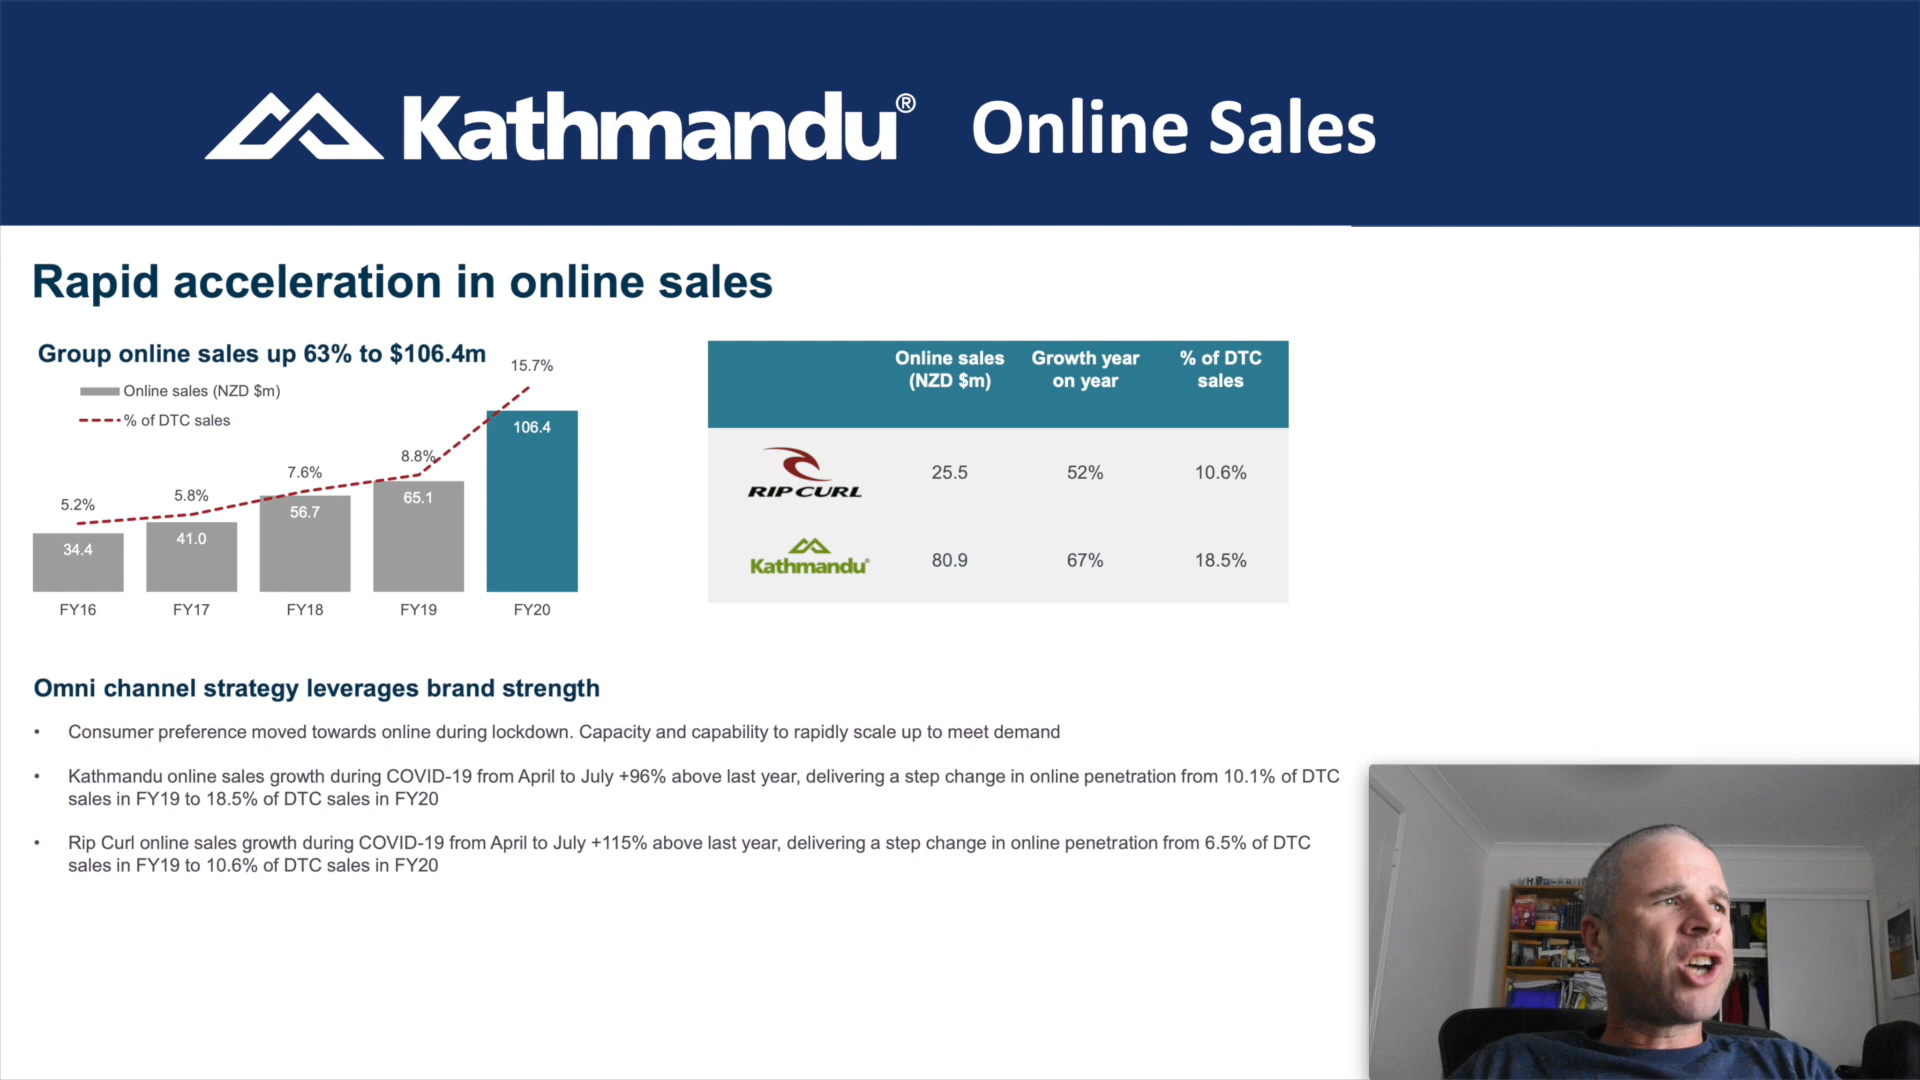 Kathmandu® Online Sales
Rapid acceleration in online sales
Group online sales up 63% to $106.4m
Online sales (NZD $m)
% of DTC sales
5.2%
5.8%
7.6%
8.8%
15.7%
34.4
41.0
56.7
65.1
106.4
FY16
FY17
FY18
FY19
FY20
Online sales
(NZD $m)
Growth year
on year
% of DTC
sales
RIP CURL
25.5
52%
10.6%
Kathmandu®
80.9
67%
18.5%
Omni channel strategy leverages brand strength
• Consumer preference moved towards online during lockdown. Capacity and capability to rapidly scale up to meet demand
• Kathmandu online sales growth during COVID-19 from April to July +96% above last year, delivering a step change in online penetration from 10.1% of DTC
sales in FY19 to 18.5% of DTC sales in FY20
• Rip Curl online sales growth during COVID-19 from April to July +115% above last year, delivering a step change in online penetration from 6.5% of DTC
sales in FY19 to 10.6% of DTC sales in FY20